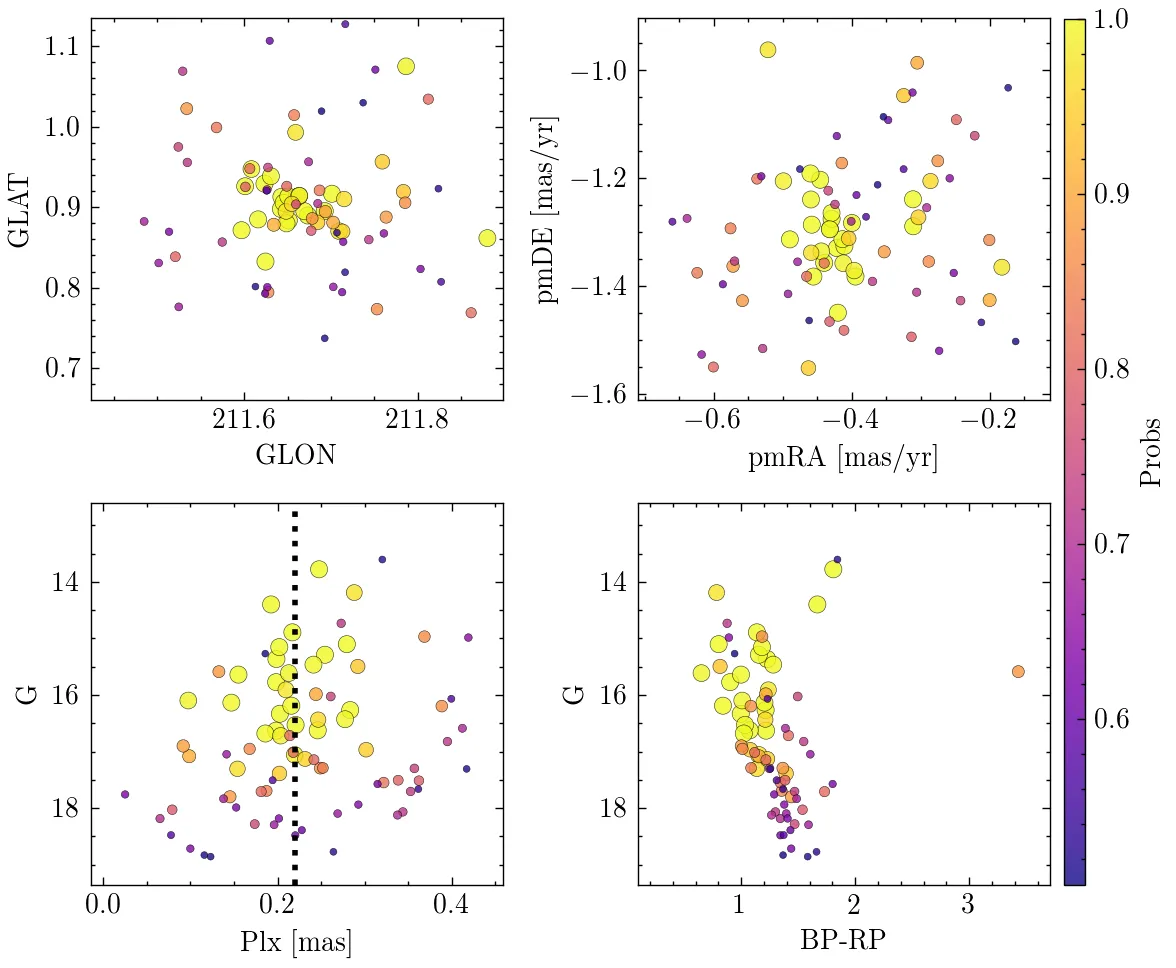 1.1
1.0
0.9
0.8
0.7
GLAT
211.6 211.8
GLON
−1.0
−1.2
−1.4
−1.6
pmDE [mas/yr]
−0.6 −0.4 −0.2
pmRA [mas/yr]
14
16
18
G
0.0 0.2 0.4
Plx [mas]
14
16
18
G
1 2 3
BP-RP
1.0
0.9
0.8
0.7
0.6
Probs